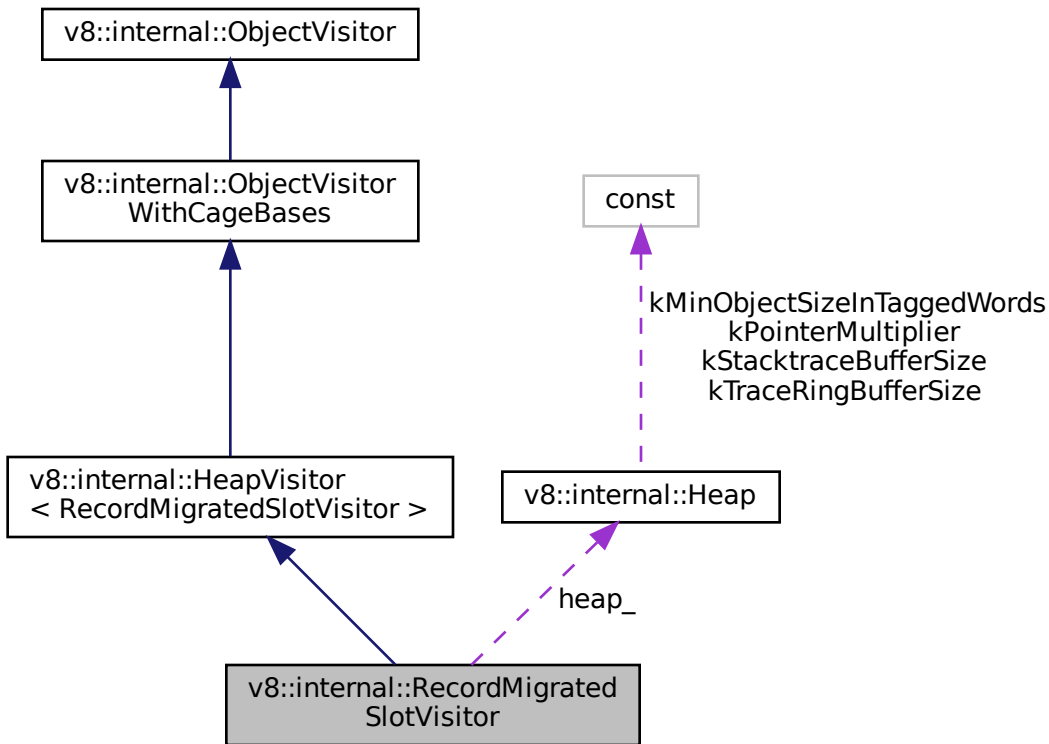 v8::internal::ObjectVisitor
v8::internal::ObjectVisitor
WithCageBases
const
kMinObjectSizeInTaggedWords
kPointerMultiplier
kStacktraceBufferSize
kTraceRingBufferSize
v8::internal::HeapVisitor
< RecordMigratedSlotVisitor >
v8::internal::Heap
heap_
v8::internal::RecordMigrated
SlotVisitor